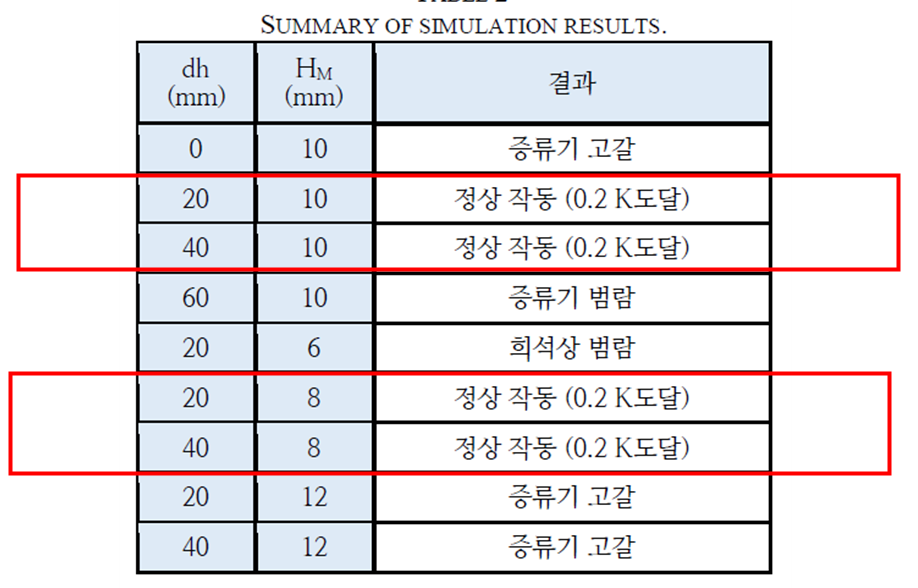 TABLE 2
SUMMARY OF SIMULATION RESULTS.
dh (mm) H_M (mm) 결과
0 10 증류기 고갈
20 10 정상 작동 (0.2 K도달)
40 10 정상 작동 (0.2 K도달)
60 10 증류기 범람
20 6 희석상 범람
20 8 정상 작동 (0.2 K도달)
40 8 정상 작동 (0.2 K도달)
20 12 증류기 고갈
40 12 증류기 고갈